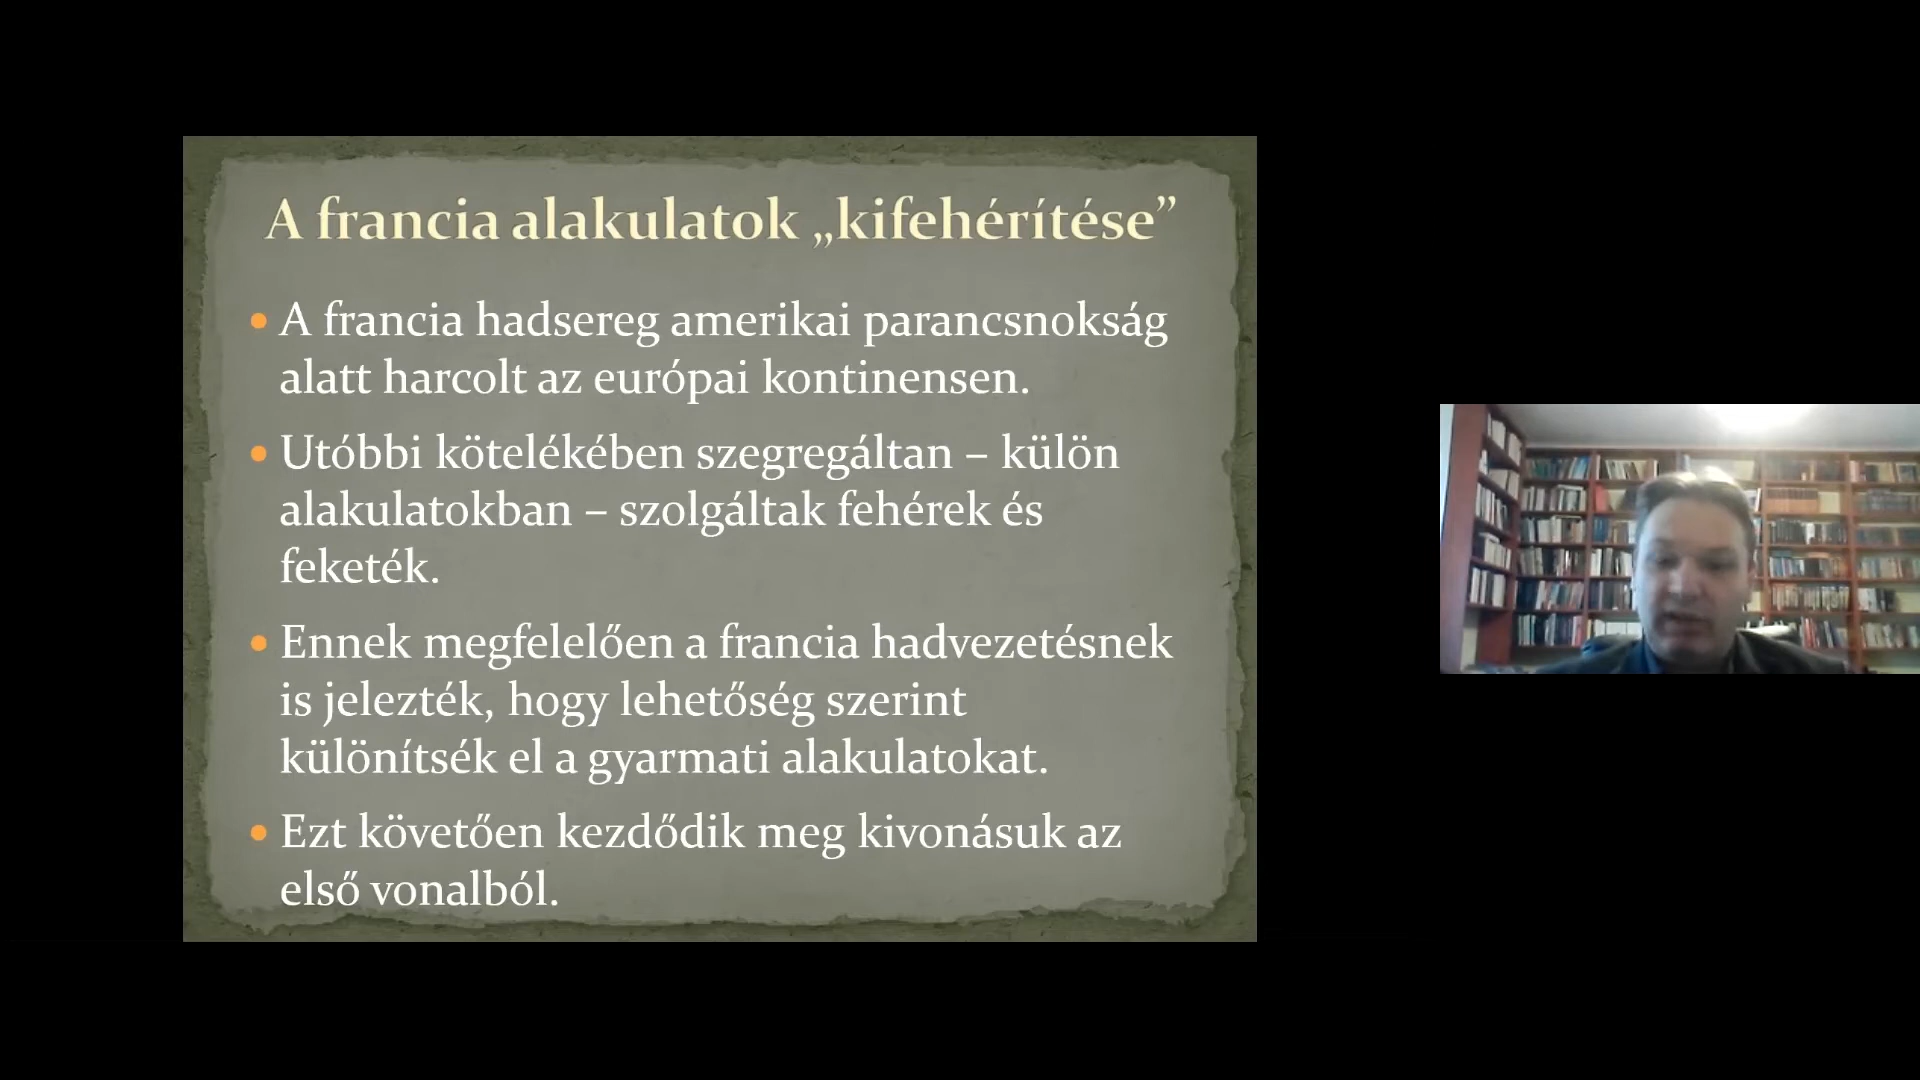 A francia alakulatok „kifehérítése”
• A francia hadsereg amerikai parancsnokság
alatt harcolt az európai kontinensen.
• Utóbbi kötelékében szegregáltan – külön
alakulatokban – szolgáltak fehérek és
feketék.
• Ennek megfelelően a francia hadvezetésnek
is jelezték, hogy lehetőség szerint
különítsék el a gyarmati alakulatokat.
• Ezt követően kezdődik meg kivonásuk az
első vonalból.